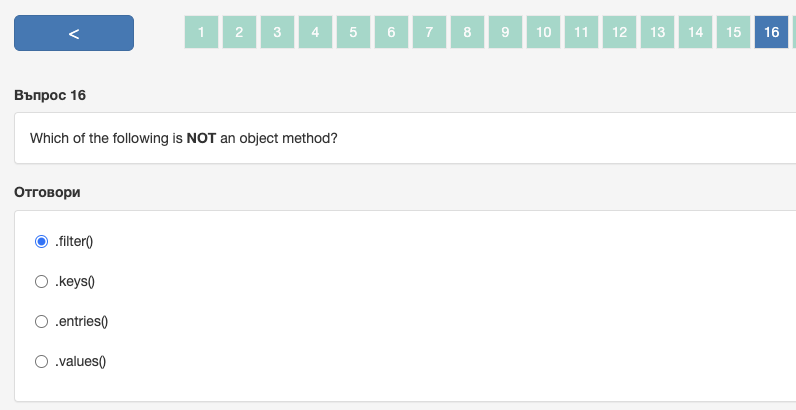 <
1 2 3 4 5 6 7 8 9 10 11 12 13 14 15 16
Въпрос 16
Which of the following is NOT an object method?
Отговори
.filter()
.keys()
.entries()
.values()